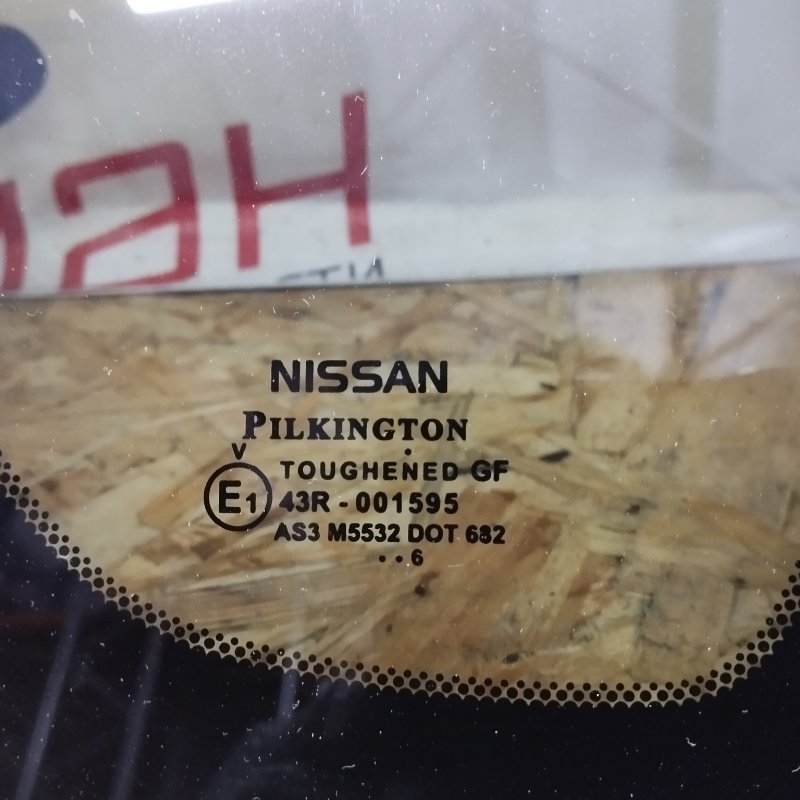 NISSAN
PILKINGTON
V
TOUGHENED GF
E1 43R - 001595
AS3 M5532 DOT 682
. . 6